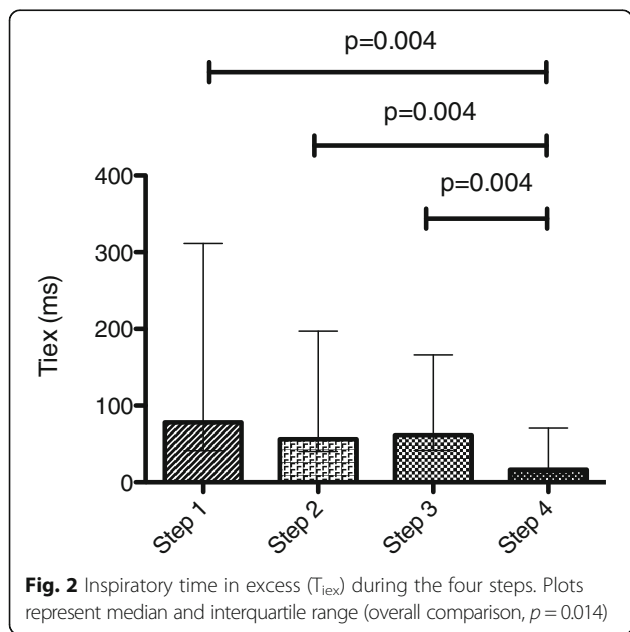 p=0.004
p=0.004
p=0.004
400
300
200
100
0
Tiex (ms)
Step 1
Step 2
Step 3
Step 4
Fig. 2 Inspiratory time in excess (Tiex) during the four steps. Plots
represent median and interquartile range (overall comparison, p = 0.014)